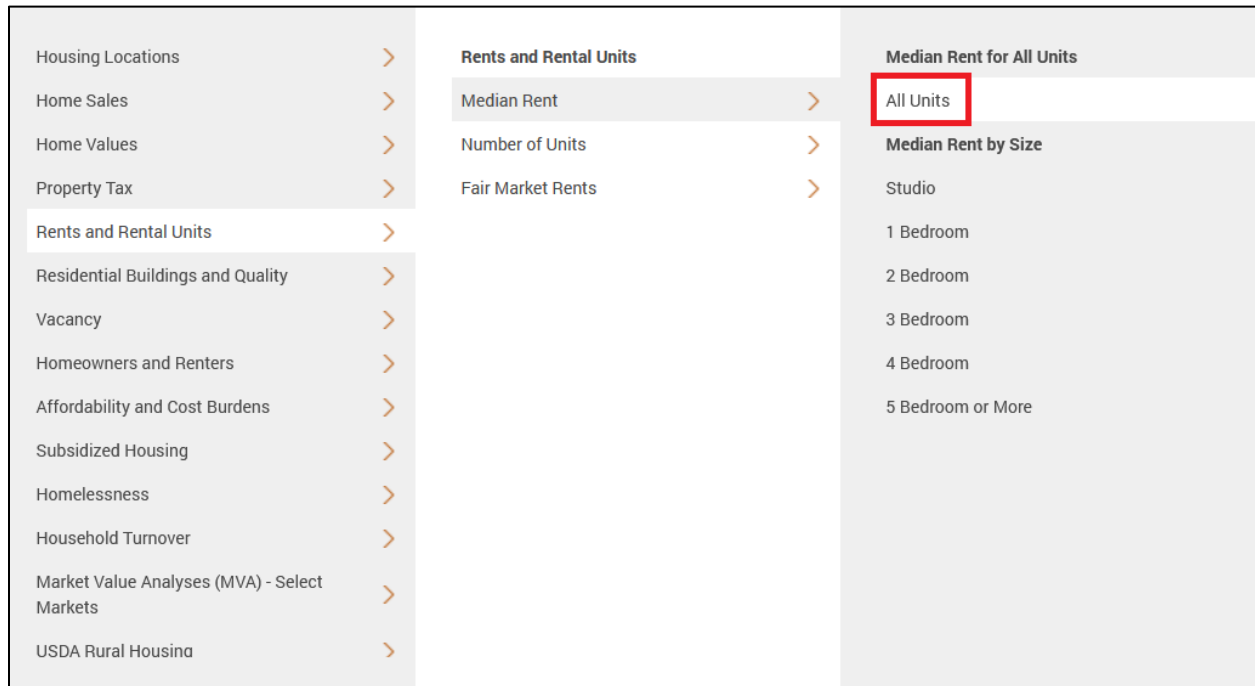 Housing Locations
Home Sales
Home Values
Property Tax
Rents and Rental Units
Residential Buildings and Quality
Vacancy
Homeowners and Renters
Affordability and Cost Burdens
Subsidized Housing
Homelessness
Household Turnover
Market Value Analyses (MVA) - Select
Markets
USDA Rural Housing
Rents and Rental Units
Median Rent
Number of Units
Fair Market Rents
Median Rent for All Units
All Units
Median Rent by Size
Studio
1 Bedroom
2 Bedroom
3 Bedroom
4 Bedroom
5 Bedroom or More